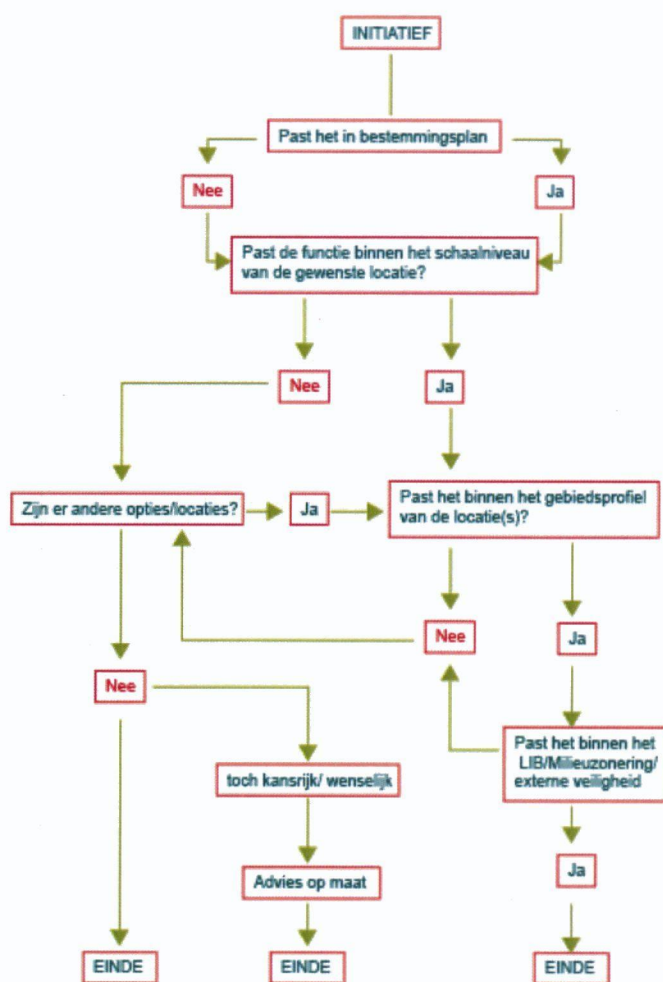 INITIATIEF
Past het in bestemmingsplan
Nee
Ja
Past de functie binnen het schaalniveau
van de gewenste locatie?
Nee
Ja
Zijn er andere opties/locaties?
Ja
Past het binnen het gebiedsprofiel
van de locatie(s)?
Nee
Ja
Nee
Past het binnen het
LIB/Milieuzonering/
externe veiligheid
toch kansrijk/ wenselijk
Advies op maat
Ja
EINDE
EINDE
EINDE